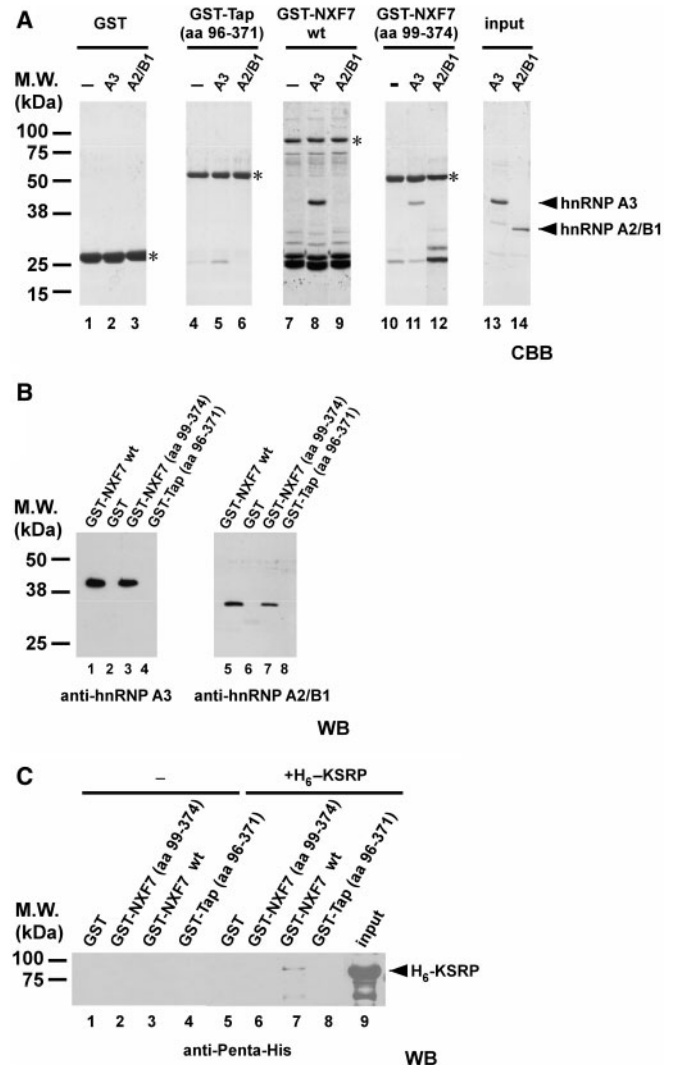 A
GST
GST-Tap (aa 96-371)
GST-NXF7 wt
GST-NXF7 (aa 99-374)
input
M.W. (kDa)
– A3 A2/B1
– A3 A2/B1
– A3 A2/B1
- A3 A2/B1
A3 A2/B1
100
75
50
38
25
15
*
*
*
*
hnRNP A3
hnRNP A2/B1
1 2 3 4 5 6 7 8 9 10 11 12 13 14
CBB
B
GST-NXF7 wt
GST
GST-NXF7 (aa 99-374)
GST-Tap (aa 96-371)
GST-NXF7 wt
GST
GST-NXF7 (aa 99-374)
GST-Tap (aa 96-371)
M.W. (kDa)
50
38
25
1 2 3 4 5 6 7 8
anti-hnRNP A3 anti-hnRNP A2/B1
WB
C
– +H6–KSRP
GST
GST-NXF7 (aa 99-374)
GST-NXF7 wt
GST-Tap (aa 96-371)
GST
GST-NXF7 (aa 99-374)
GST-NXF7 wt
GST-Tap (aa 96-371)
input
M.W. (kDa)
100
75
H6-KSRP
1 2 3 4 5 6 7 8 9
anti-Penta-His
WB